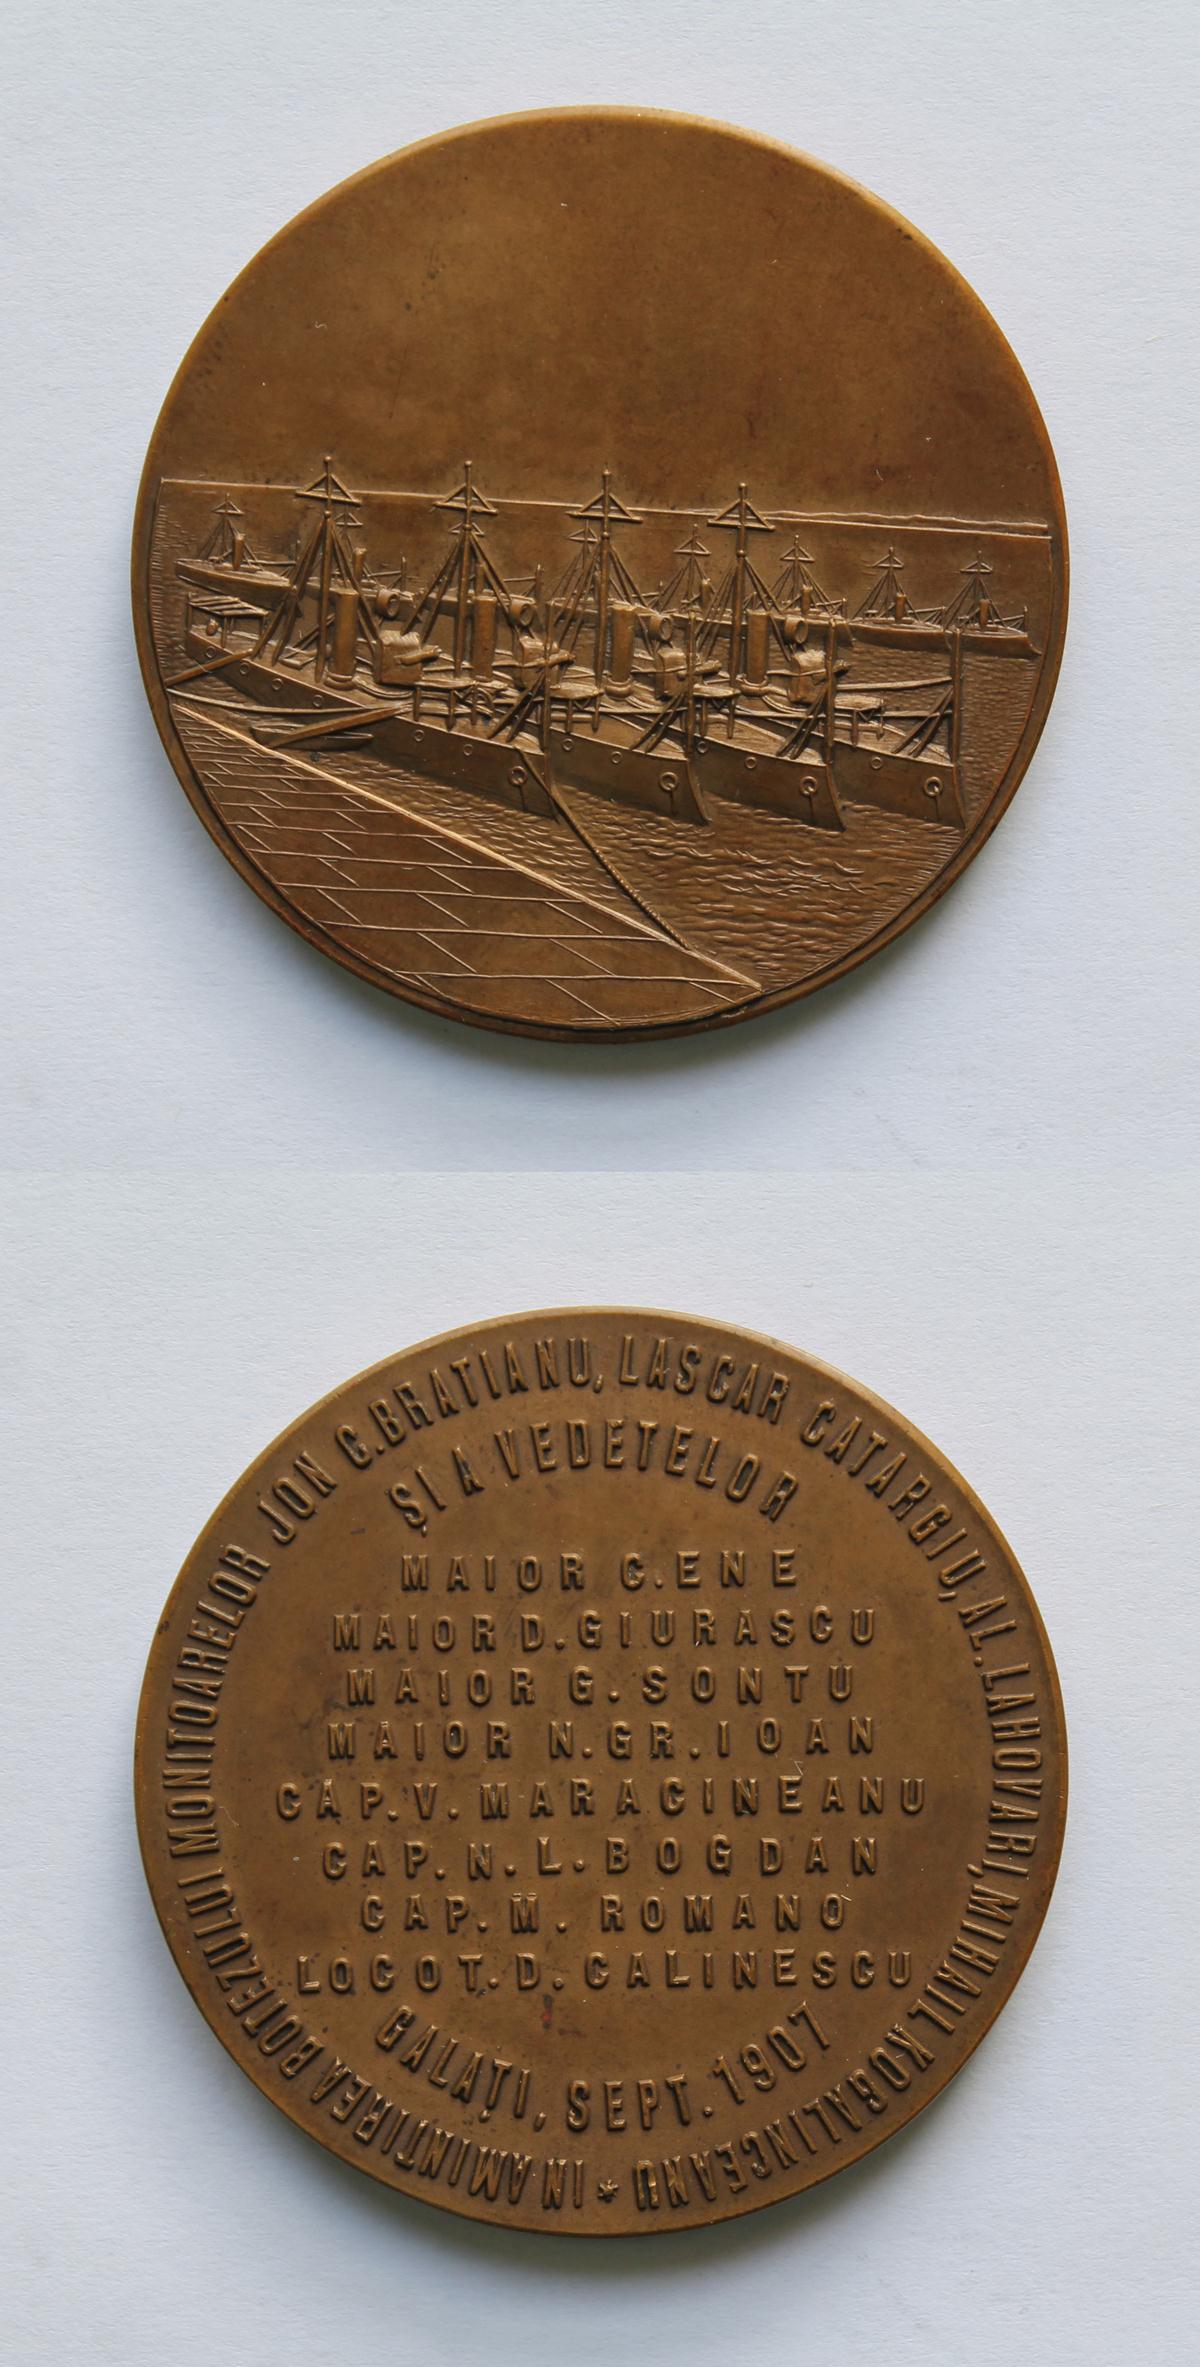 IN AMINTIREA BOTEZULUI MONITOARELOR JON C.BRATIANU, LASCAR CATARGIU, AL. LAHOVARI, MIHAIL KOGALINCEANU *
ȘI A VEDETELOR
MAIOR C.ENE
MAIOR D.GIURASCU
MAIOR G.SONTU
MAIOR N.GR.IOAN
CAP.V.MARACINEANU
CAP.N.L.BOGDAN
CAP.M.ROMANO
LOCOT.D.CALINESCU
GALAȚI, SEPT. 1907